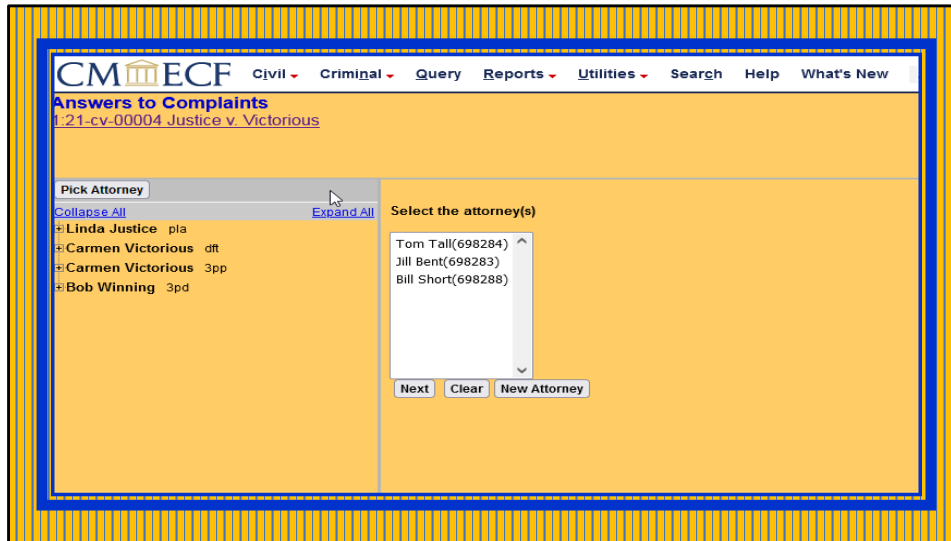 CM ECF Civil Criminal Query Reports Utilities Search Help What's New
Answers to Complaints
1:21-cv-00004 Justice v. Victorious
Pick Attorney
Collapse All Expand All
Linda Justice pla
Carmen Victorious dft
Carmen Victorious 3pp
Bob Winning 3pd
Select the attorney(s)
Tom Tall(698284)
Jill Bent(698283)
Bill Short(698288)
Next Clear New Attorney